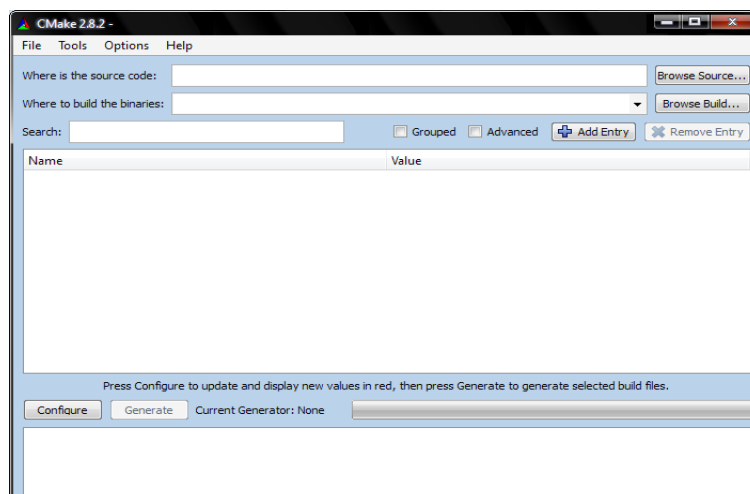 CMake 2.8.2 -
File Tools Options Help
Where is the source code: Browse Source...
Where to build the binaries: Browse Build...
Search: Grouped Advanced Add Entry Remove Entry
Name Value
Press Configure to update and display new values in red, then press Generate to generate selected build files.
Configure Generate Current Generator: None